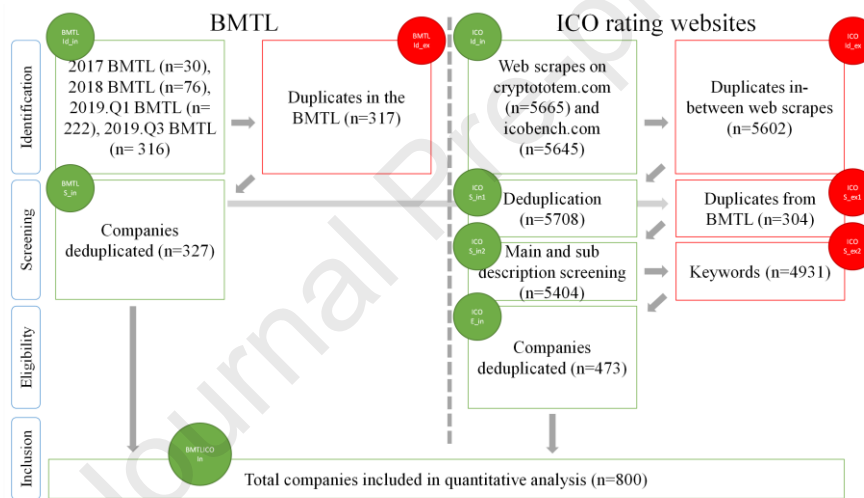 BMTL
ICO rating websites
Identification
BMTL
Id_in
2017 BMTL (n=30),
2018 BMTL (n=76),
2019.Q1 BMTL (n=
222), 2019.Q3 BMTL
(n= 316)
BMTL
Id_ex
Duplicates in the
BMTL (n=317)
ICO
Id_in
Web scrapes on
cryptototem.com
(n=5665) and
icobench.com
(n=5645)
ICO
Id_ex
Duplicates in-
between web scrapes
(n=5602)
Screening
BMTL
S_in
Companies
deduplicated (n=327)
ICO
S_in1
Deduplication
(n=5708)
ICO
S_ex1
Duplicates from
BMTL (n=304)
ICO
S_in2
Main and sub
description screening
(n=5404)
ICO
S_ex2
Keywords (n=4931)
Eligibility
ICO
E_in
Companies
deduplicated (n=473)
Inclusion
BMTLICO
in
Total companies included in quantitative analysis (n=800)
Journal Pre-p